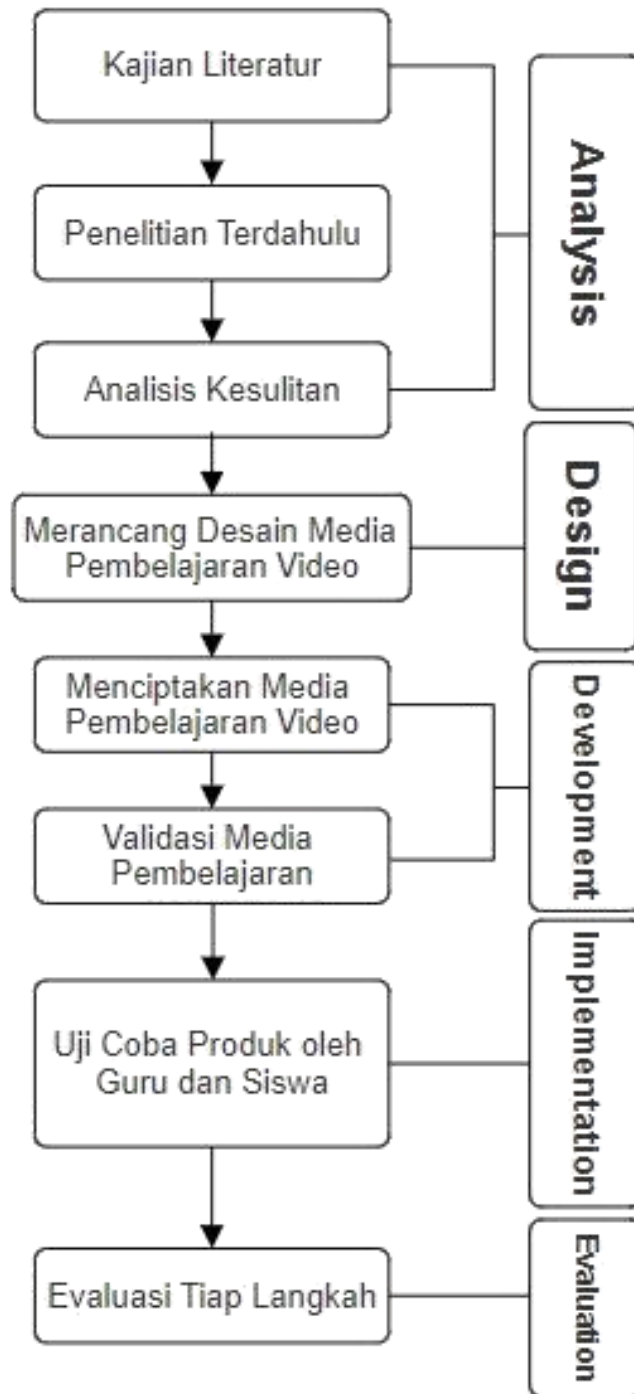 Kajian Literatur
Penelitian Terdahulu
Analisis Kesulitan
Analysis
Merancang Desain Media
Pembelajaran Video
Design
Menciptakan Media
Pembelajaran Video
Validasi Media
Pembelajaran
Development
Uji Coba Produk oleh
Guru dan Siswa
Implementation
Evaluasi Tiap Langkah
Evaluation